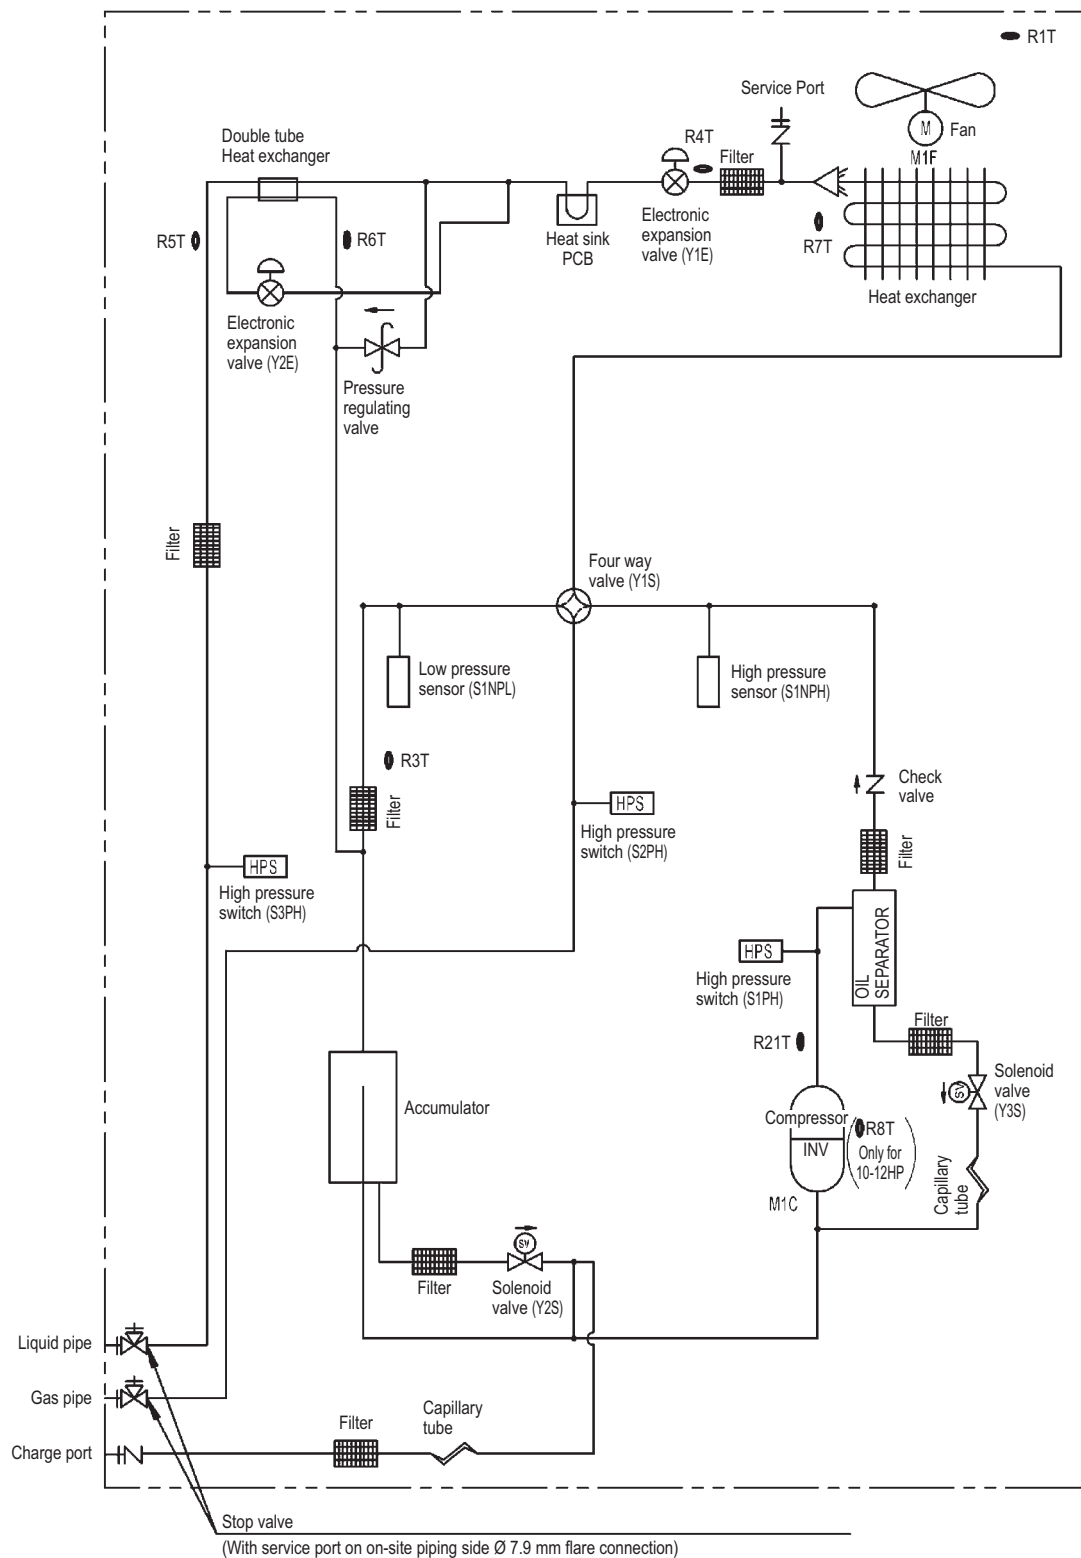 R1T
Service Port
Fan
M
M1F
Double tube
Heat exchanger
R4T
Filter
R5T
R6T
Heat sink
PCB
Electronic
expansion
valve (Y1E)
R7T
Heat exchanger
Electronic
expansion
valve (Y2E)
Pressure
regulating
valve
Filter
Four way
valve (Y1S)
Low pressure
sensor (S1NPL)
High pressure
sensor (S1NPH)
R3T
Filter
Check
valve
HPS
High pressure
switch (S2PH)
Filter
HPS
High pressure
switch (S3PH)
OIL
SEPARATOR
HPS
High pressure
switch (S1PH)
R21T
Filter
Solenoid
valve
(Y3S)
SV
Accumulator
Compressor
INV
R8T
Only for
10-12HP
M1C
Capillary
tube
SV
Filter
Solenoid
valve (Y2S)
Liquid pipe
Gas pipe
Charge port
Filter
Capillary
tube
Stop valve
(With service port on on-site piping side Ø 7.9 mm flare connection)